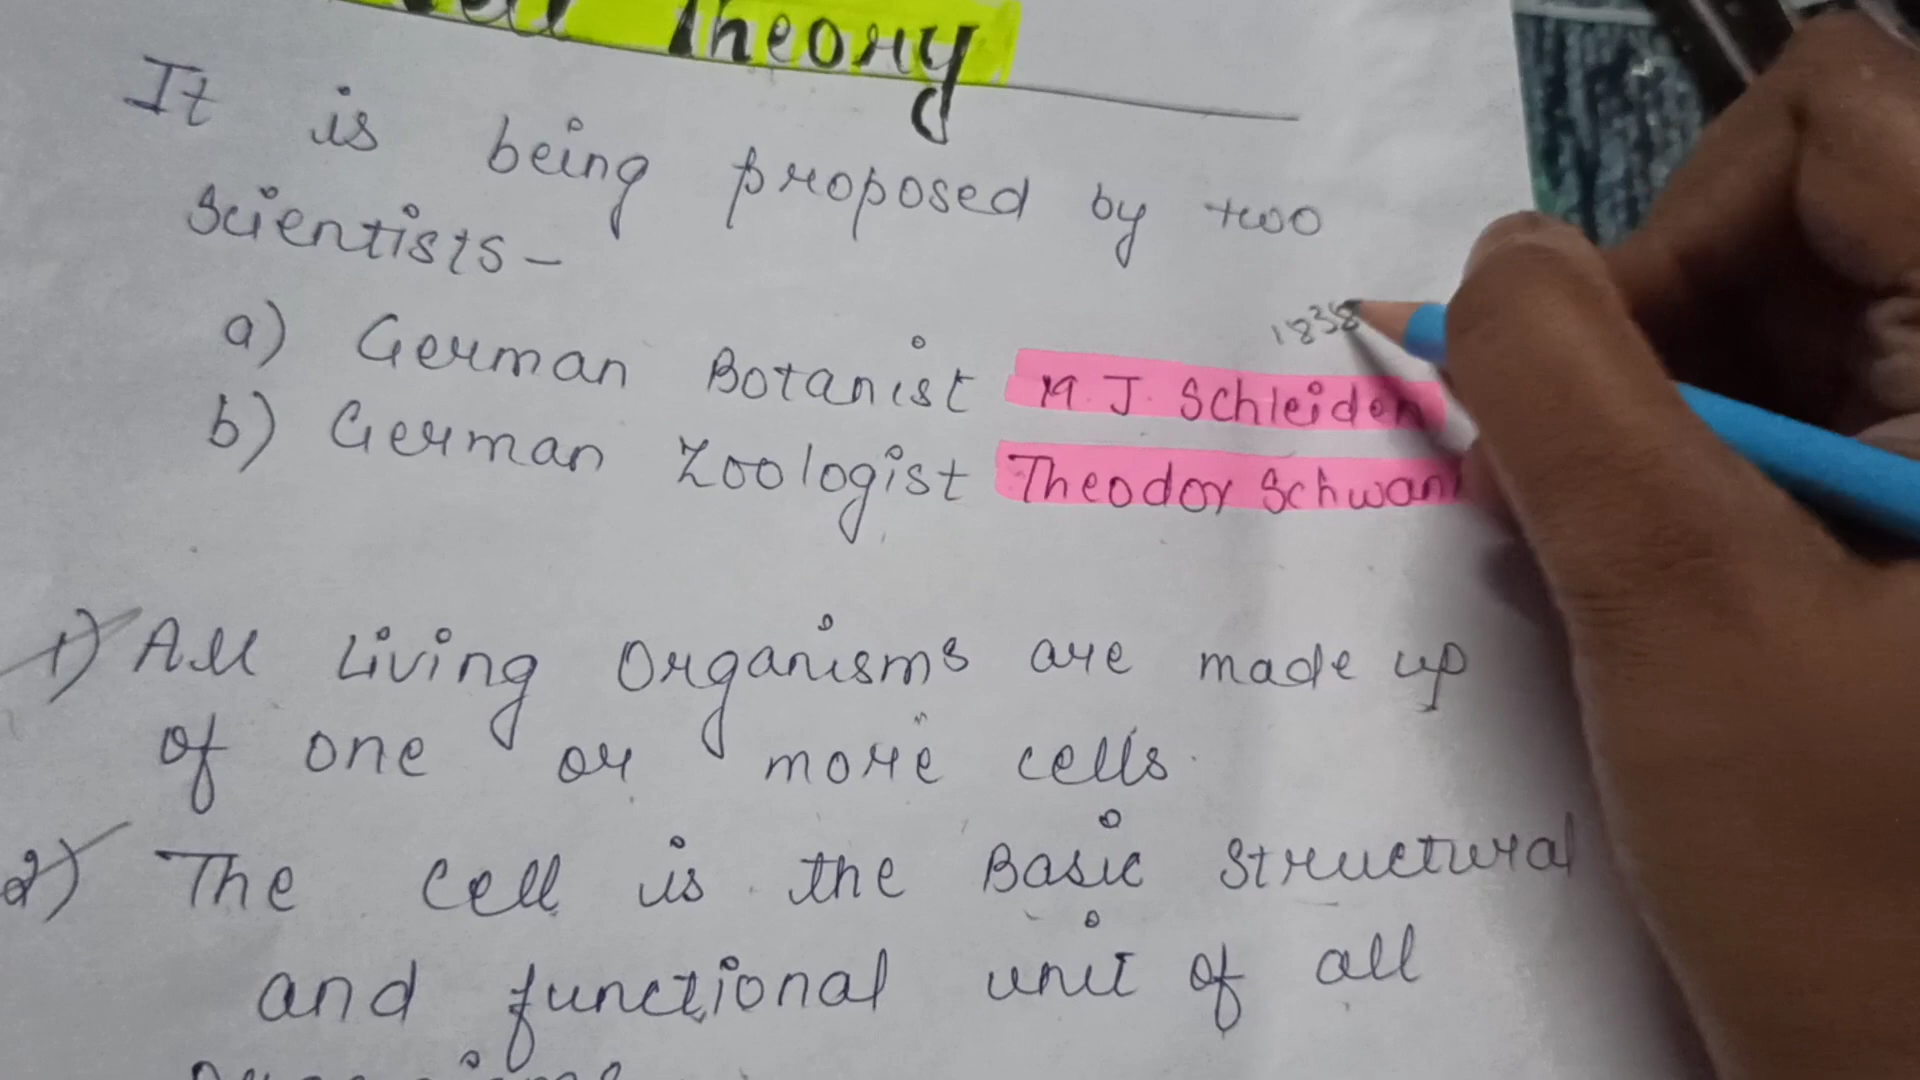 Cell Theory
It is being proposed by two
Scientists-
1838
a) German Botanist M. J. Schleiden
b) German Zoologist Theodor Schwan
1) All Living Organisms are made up
of one or more cells.
2) The cell is the Basic Structural
and functional unit of all